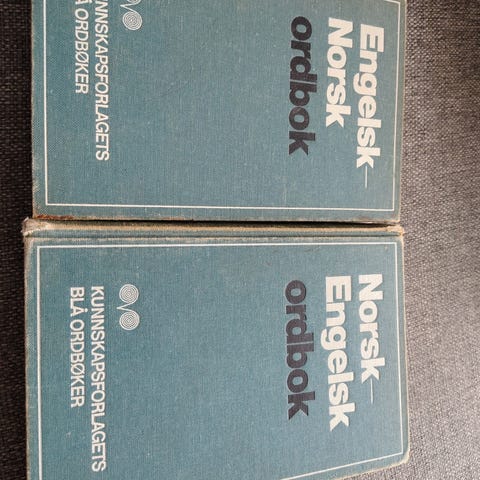 Engelsk–
Norsk
ordbok
KUNNSKAPSFORLAGETS
BLÅ ORDBØKER
Norsk–
Engelsk
ordbok
KUNNSKAPSFORLAGETS
BLÅ ORDBØKER